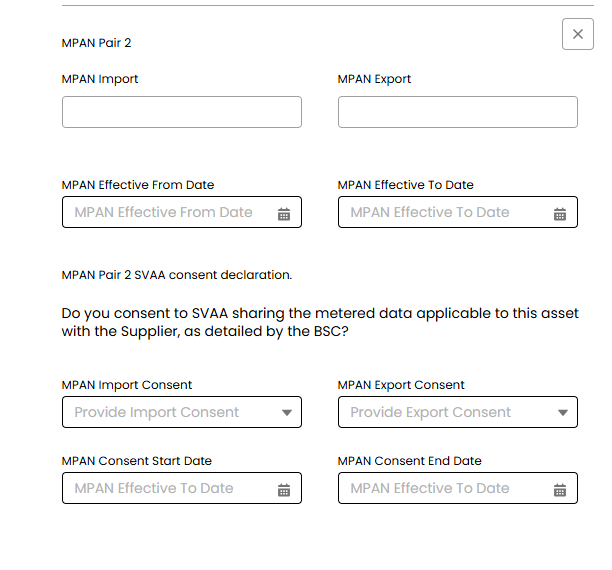 MPAN Pair 2
MPAN Import
MPAN Export
MPAN Effective From Date
MPAN Effective To Date
MPAN Effective From Date
MPAN Effective To Date
MPAN Pair 2 SVAA consent declaration.
Do you consent to SVAA sharing the metered data applicable to this asset
with the Supplier, as detailed by the BSC?
MPAN Import Consent
MPAN Export Consent
Provide Import Consent
Provide Export Consent
MPAN Consent Start Date
MPAN Consent End Date
MPAN Effective To Date
MPAN Effective To Date